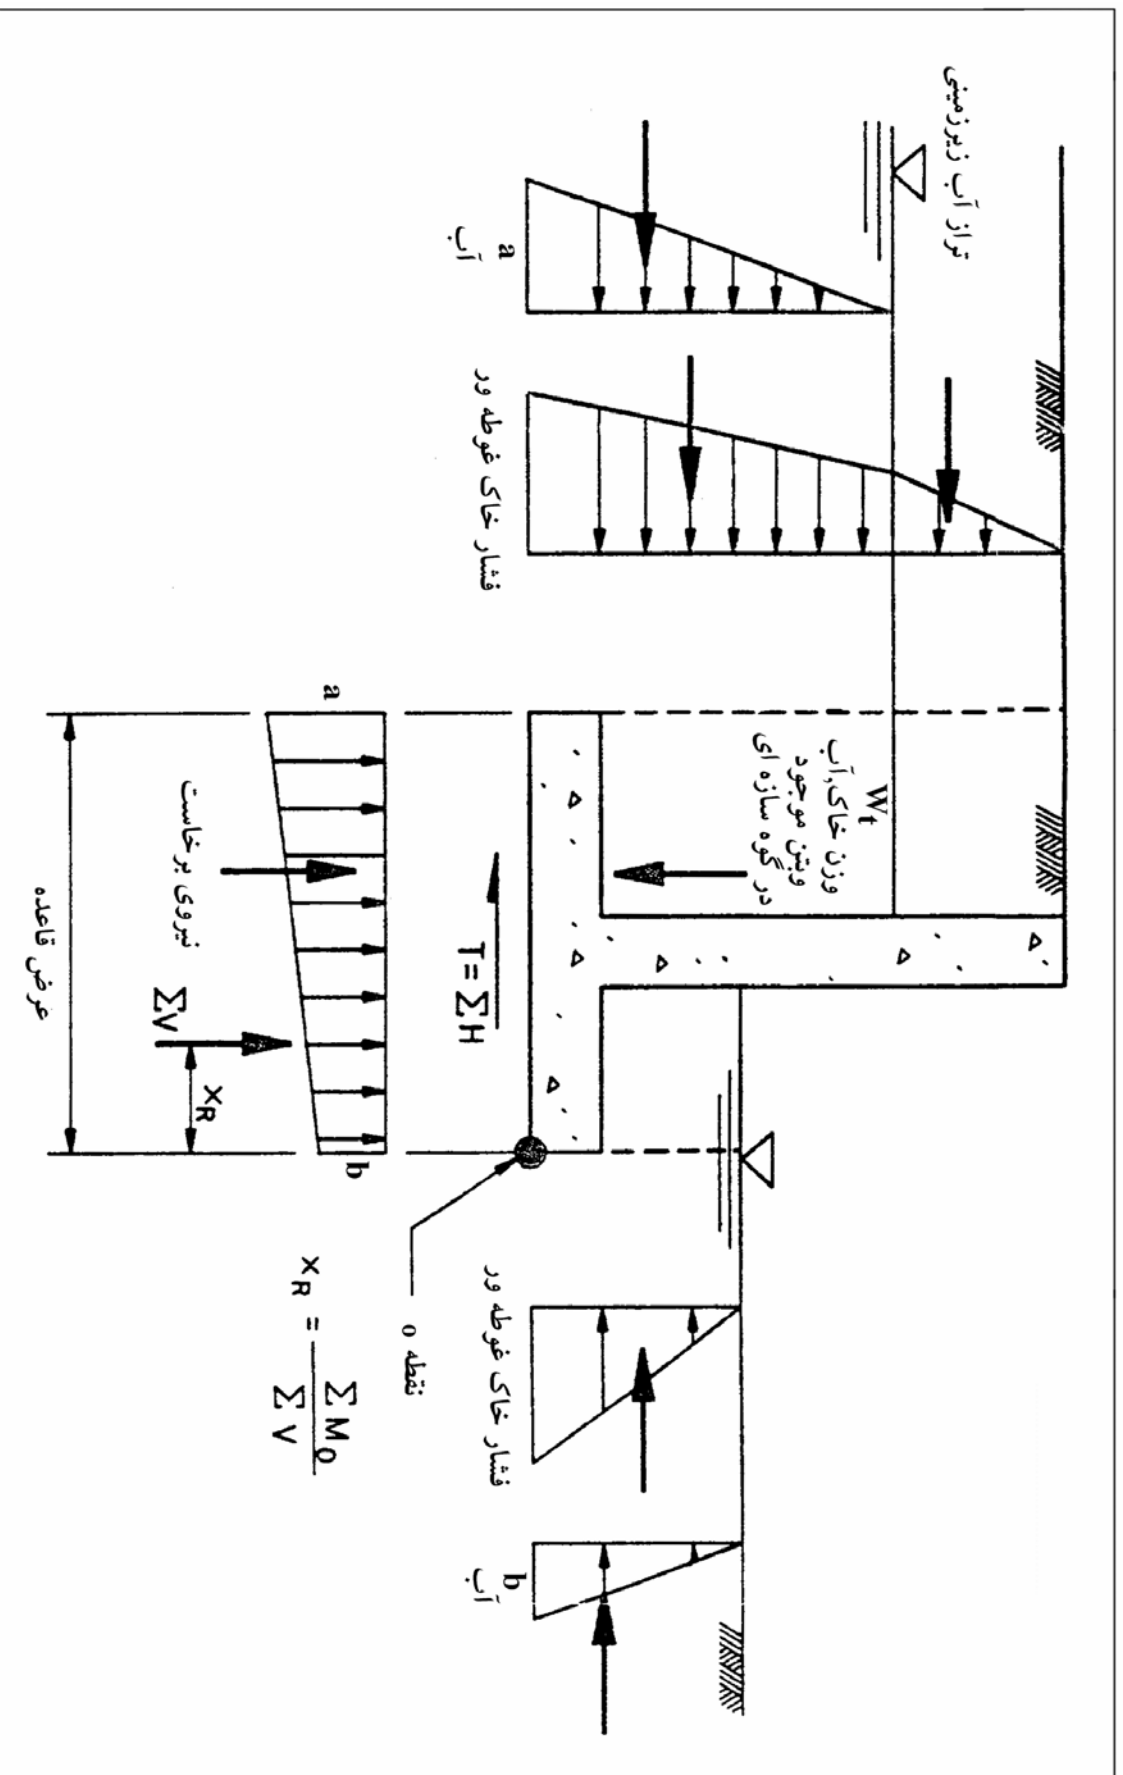 تراز آب زیرزمینی
a
آب
فشار خاک غوطه ور
Wt
وزن خاک,آب
وبتن موجود
در گوه سازه ای
T = ΣH
a
نیروی برخاست
ΣV
XR
b
عرض قاعده
نقطه o
XR = ΣMO / ΣV
فشار خاک غوطه ور
b
آب